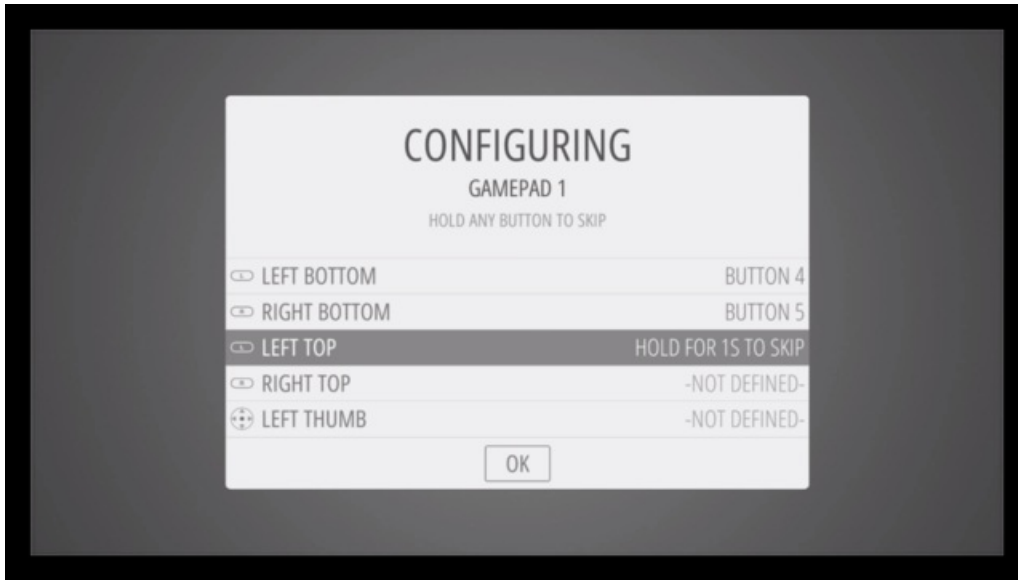 CONFIGURING
GAMEPAD 1
HOLD ANY BUTTON TO SKIP
LEFT BOTTOM BUTTON 4
RIGHT BOTTOM BUTTON 5
LEFT TOP HOLD FOR 1S TO SKIP
RIGHT TOP -NOT DEFINED-
LEFT THUMB -NOT DEFINED-
OK